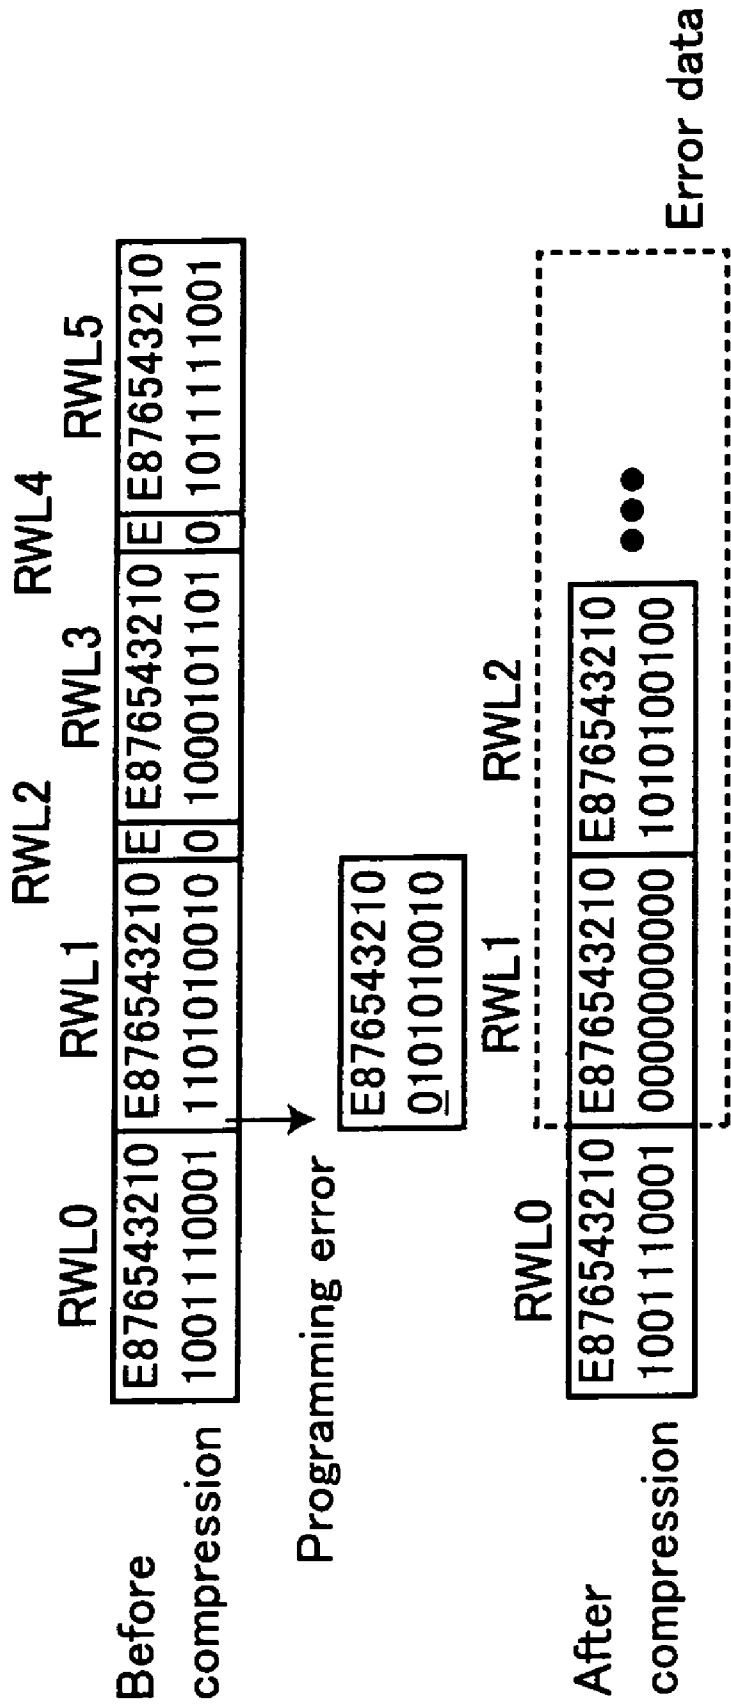 RWL2 RWL4
RWL0 RWL1 RWL3 RWL5
Before E876543210 E876543210 E E876543210 E E876543210
compression 1001110001 1101010010 0 1000101101 0 1011111001
Programming error E876543210
0101010010
RWL0 RWL1 RWL2
After E876543210 E876543210 E876543210
compression 1001110001 0000000000 1010100100
Error data